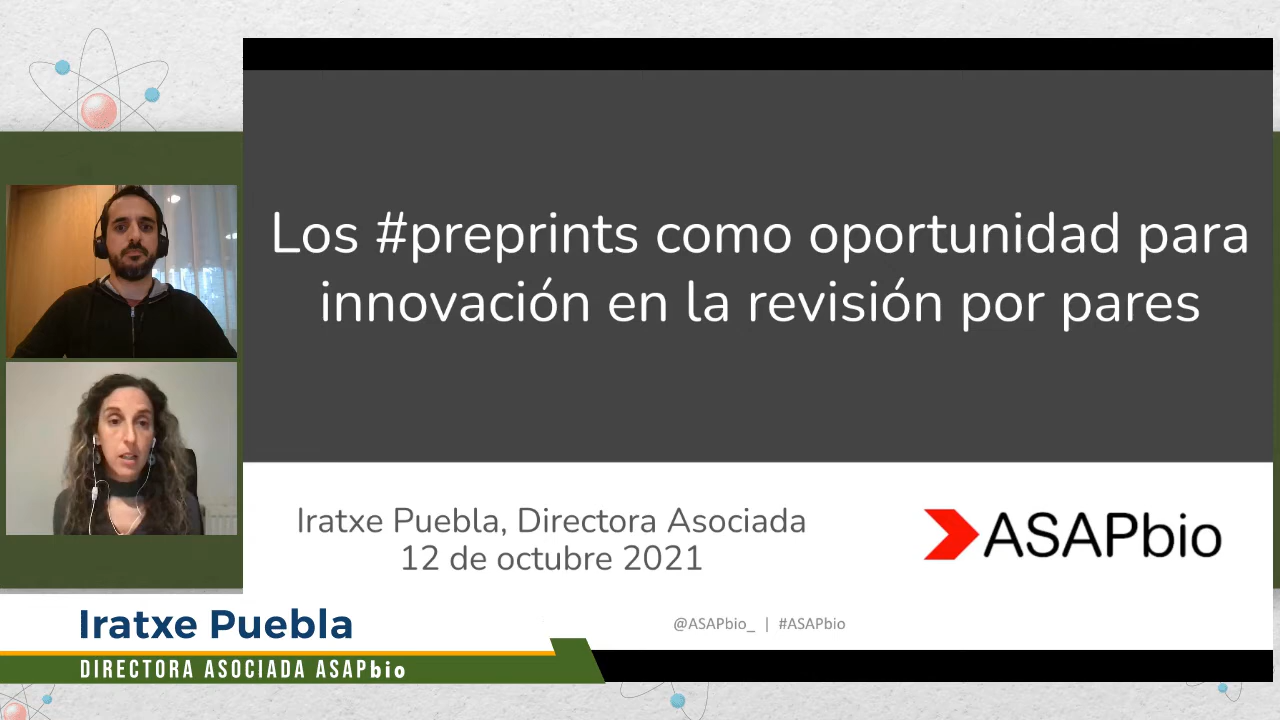 Los #preprints como oportunidad para
innovación en la revisión por pares
Iratxe Puebla, Directora Asociada
12 de octubre 2021
ASAPbio
@ASAPbio_ | #ASAPbio
Iratxe Puebla
DIRECTORA ASOCIADA ASAPbio